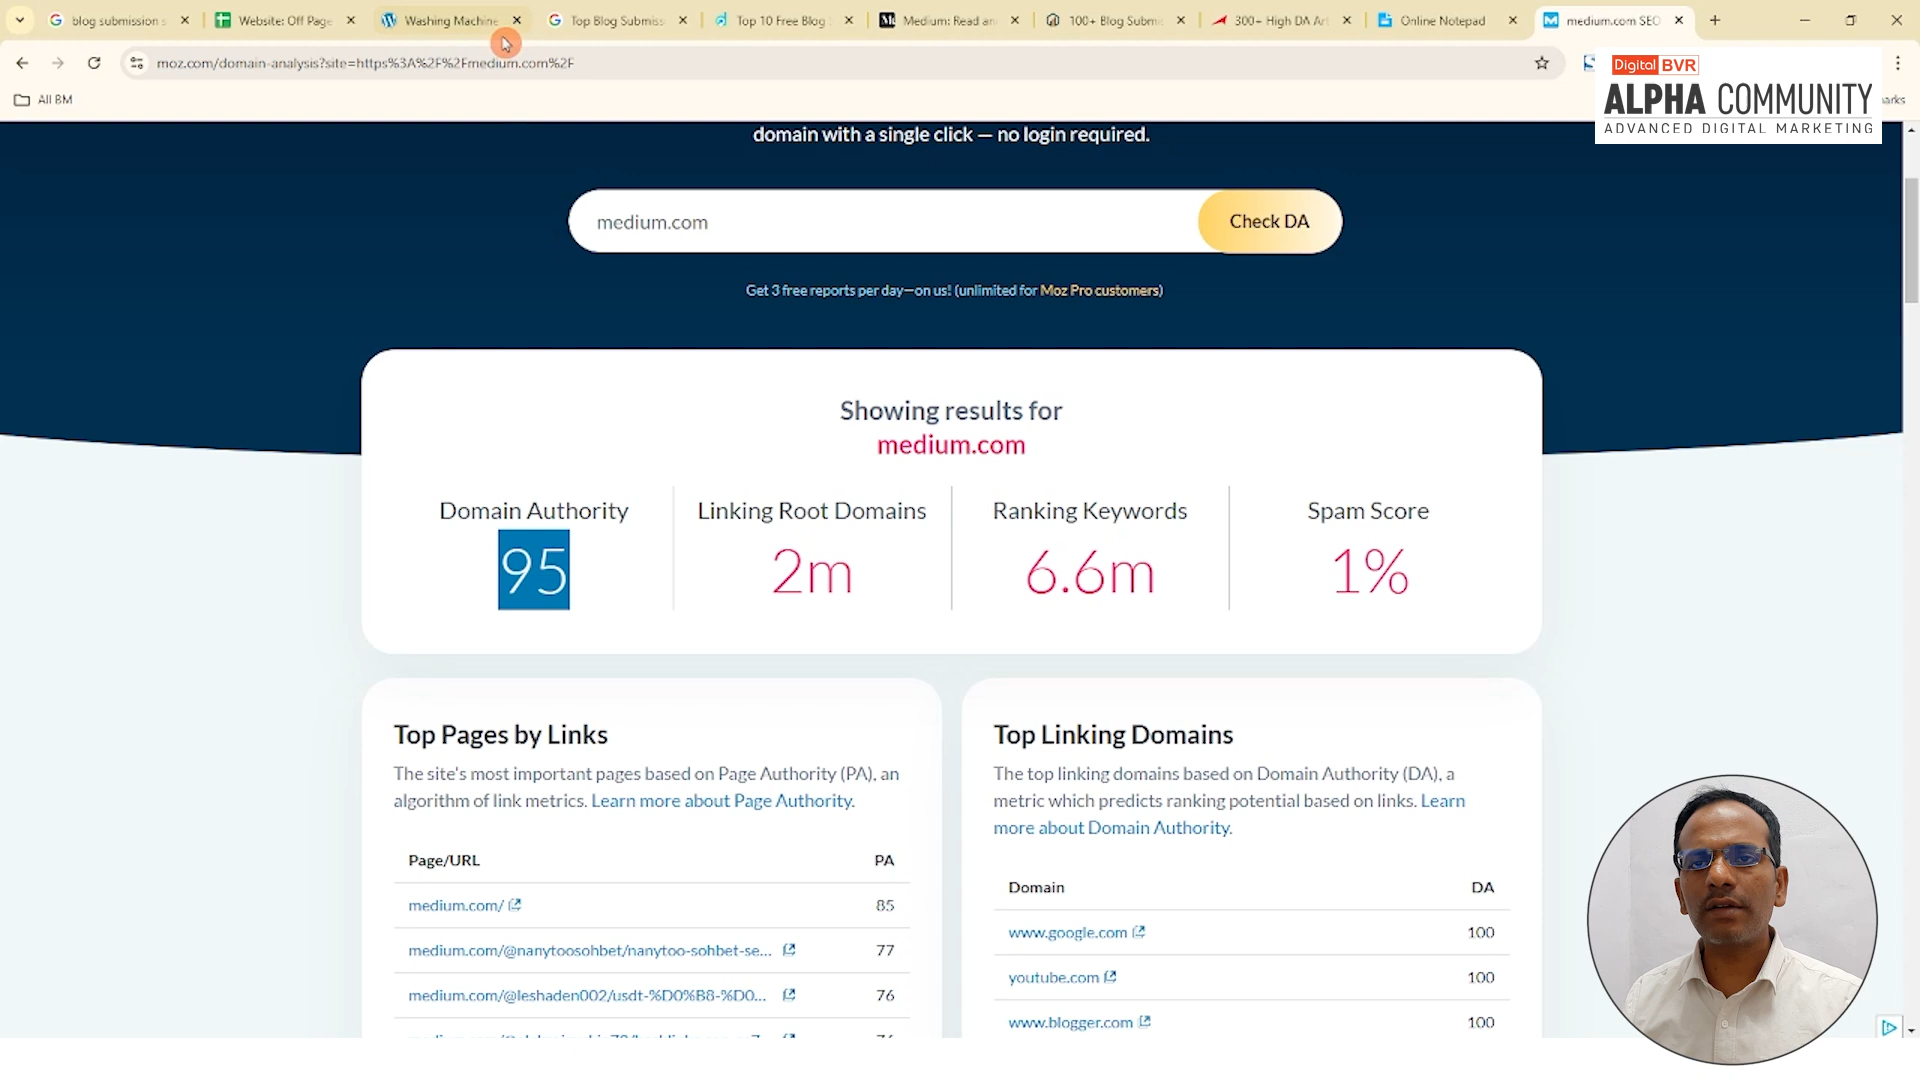 blog submission s
Website: Off Page
Washing Machine
Top Blog Submiss
Top 10 Free Blog
Medium: Read an
100+ Blog Submi
300+ High DA Art
Online Notepad
medium.com SEO
moz.com/domain-analysis?site=https%3A%2F%2Fmedium.com%2F
All BM
Digital BVR
ALPHA COMMUNITY
ADVANCED DIGITAL MARKETING
domain with a single click — no login required.
medium.com
Check DA
Get 3 free reports per day—on us! (unlimited for Moz Pro customers)
Showing results for
medium.com
Domain Authority
95
Linking Root Domains
2m
Ranking Keywords
6.6m
Spam Score
1%
Top Pages by Links
The site's most important pages based on Page Authority (PA), an
algorithm of link metrics. Learn more about Page Authority.
Page/URL PA
medium.com/ 85
medium.com/@nanytoosohbet/nanytoo-sohbet-se... 77
medium.com/@leshaden002/usdt-%D0%B8-%D0... 76
Top Linking Domains
The top linking domains based on Domain Authority (DA), a
metric which predicts ranking potential based on links. Learn
more about Domain Authority.
Domain DA
www.google.com 100
youtube.com 100
www.blogger.com 100